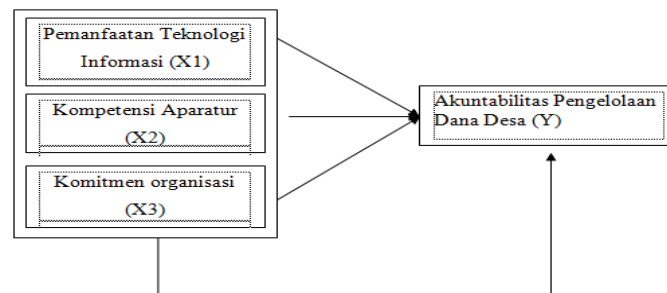 Pemanfaatan Teknologi
Informasi (X1)
Kompetensi Aparatur
(X2)
Komitmen organisasi
(X3)
Akuntabilitas Pengelolaan
Dana Desa (Y)